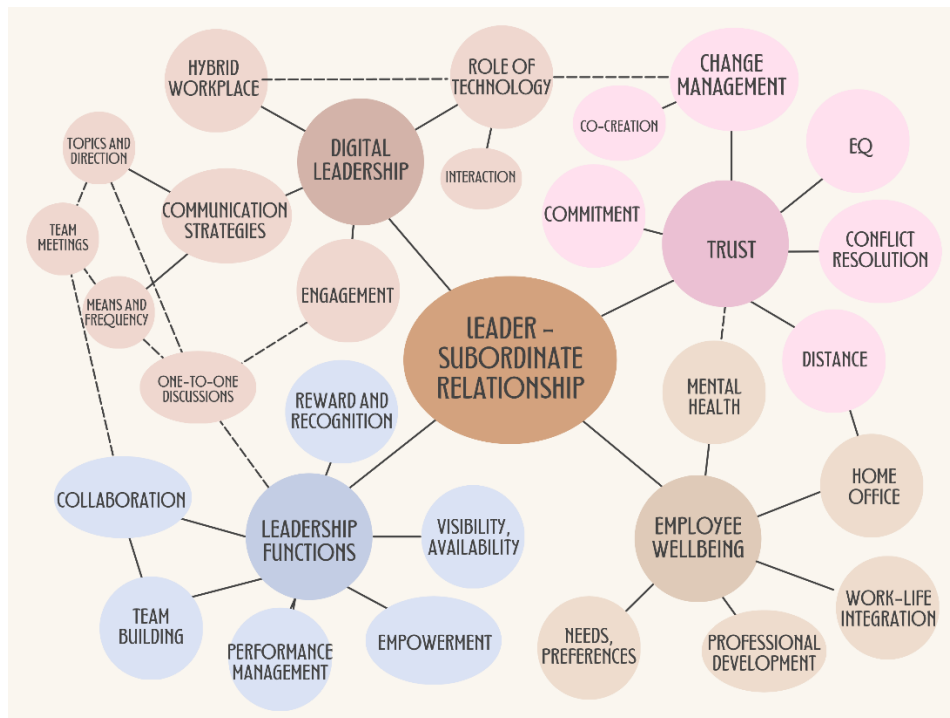 HYBRID
WORKPLACE
ROLE OF
TECHNOLOGY
CHANGE
MANAGEMENT
CO-CREATION
TOPICS AND
DIRECTION
DIGITAL
LEADERSHIP
INTERACTION
EQ
COMMUNICATION
STRATEGIES
COMMITMENT
TEAM
MEETINGS
TRUST
CONFLICT
RESOLUTION
ENGAGEMENT
MEANS AND
FREQUENCY
LEADER –
SUBORDINATE
RELATIONSHIP
DISTANCE
ONE-TO-ONE
DISCUSSIONS
REWARD AND
RECOGNITION
MENTAL
HEALTH
COLLABORATION
HOME
OFFICE
LEADERSHIP
FUNCTIONS
VISIBILITY,
AVAILABILITY
EMPLOYEE
WELLBEING
TEAM
BUILDING
PERFORMANCE
MANAGEMENT
EMPOWERMENT
NEEDS,
PREFERENCES
PROFESSIONAL
DEVELOPMENT
WORK-LIFE
INTEGRATION